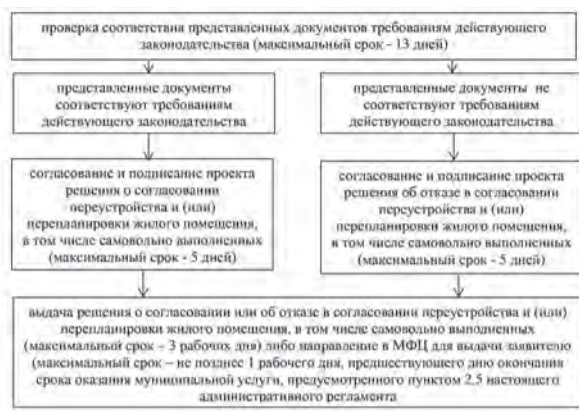 проверка соответствия представленных документов требованиям действующего
законодательства (максимальный срок - 13 дней)
представленные документы
соответствуют требованиям
действующего законодательства
представленные документы не
соответствуют требованиям
действующего законодательства
согласование и подписание проекта
решения о согласовании
переустройства и (или)
перепланировки жилого помещения,
в том числе самовольно выполненных
(максимальный срок - 5 дней)
согласование и подписание проекта
решения об отказе в согласовании
переустройства и (или)
перепланировки жилого помещения,
в том числе самовольно выполненных
(максимальный срок - 5 дней)
выдача решения о согласовании или об отказе в согласовании переустройства и (или)
перепланировки жилого помещения, в том числе самовольно выполненных
(максимальный срок – 3 рабочих дня) либо направление в МФЦ для выдачи заявителю
(максимальный срок – не позднее 1 рабочего дня, предшествующего дню окончания
срока оказания муниципальной услуги, предусмотренного пунктом 2.5 настоящего
административного регламента